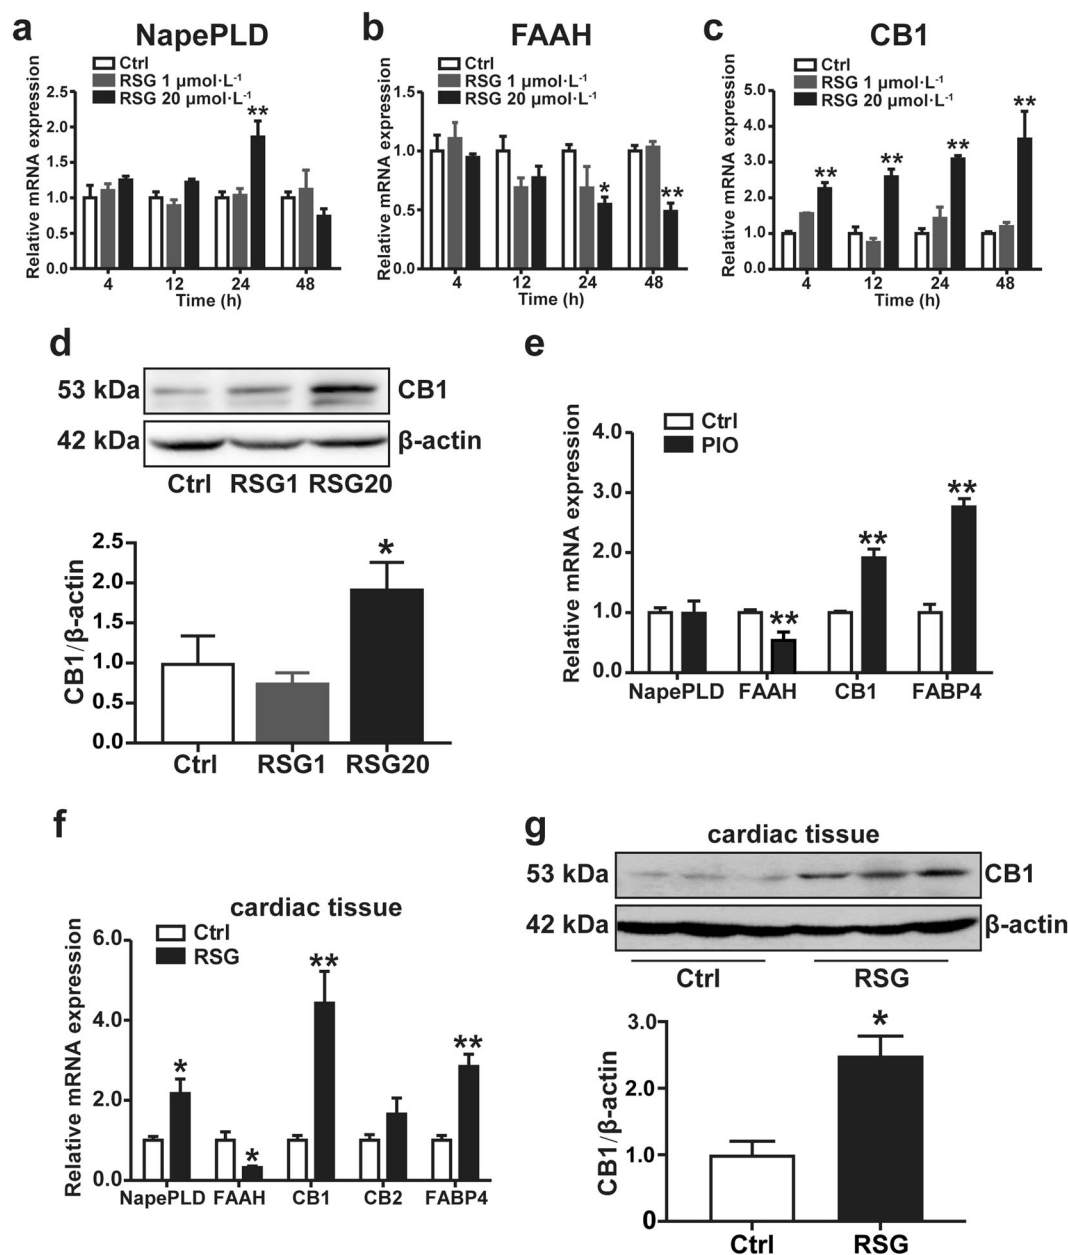 a NapePLD
Ctrl
RSG 1 μmol·L-1
RSG 20 μmol·L-1
Relative mRNA expression
2.5
2.0
1.5
1.0
0.5
0.0
**
4 12 24 48
Time (h)
b FAAH
Ctrl
RSG 1 μmol·L-1
RSG 20 μmol·L-1
Relative mRNA expression
1.5
1.0
0.5
0.0
* **
4 12 24 48
Time (h)
c CB1
Ctrl
RSG 1 μmol·L-1
RSG 20 μmol·L-1
Relative mRNA expression
5.0
4.0
3.0
2.0
1.0
0.0
** ** ** **
4 12 24 48
Time (h)
d
53 kDa CB1
42 kDa β-actin
Ctrl RSG1 RSG20
CB1/β-actin
2.5
2.0
1.5
1.0
0.5
0.0
*
Ctrl RSG1 RSG20
e
Ctrl
PIO
Relative mRNA expression
4.0
3.0
2.0
1.0
0.0
** ** **
NapePLD FAAH CB1 FABP4
f
cardiac tissue
Ctrl
RSG
Relative mRNA expression
6.0
4.0
2.0
0.0
* * ** **
NapePLD FAAH CB1 CB2 FABP4
g
cardiac tissue
53 kDa CB1
42 kDa β-actin
Ctrl RSG
CB1/β-actin
3.0
2.0
1.0
0
*
Ctrl RSG